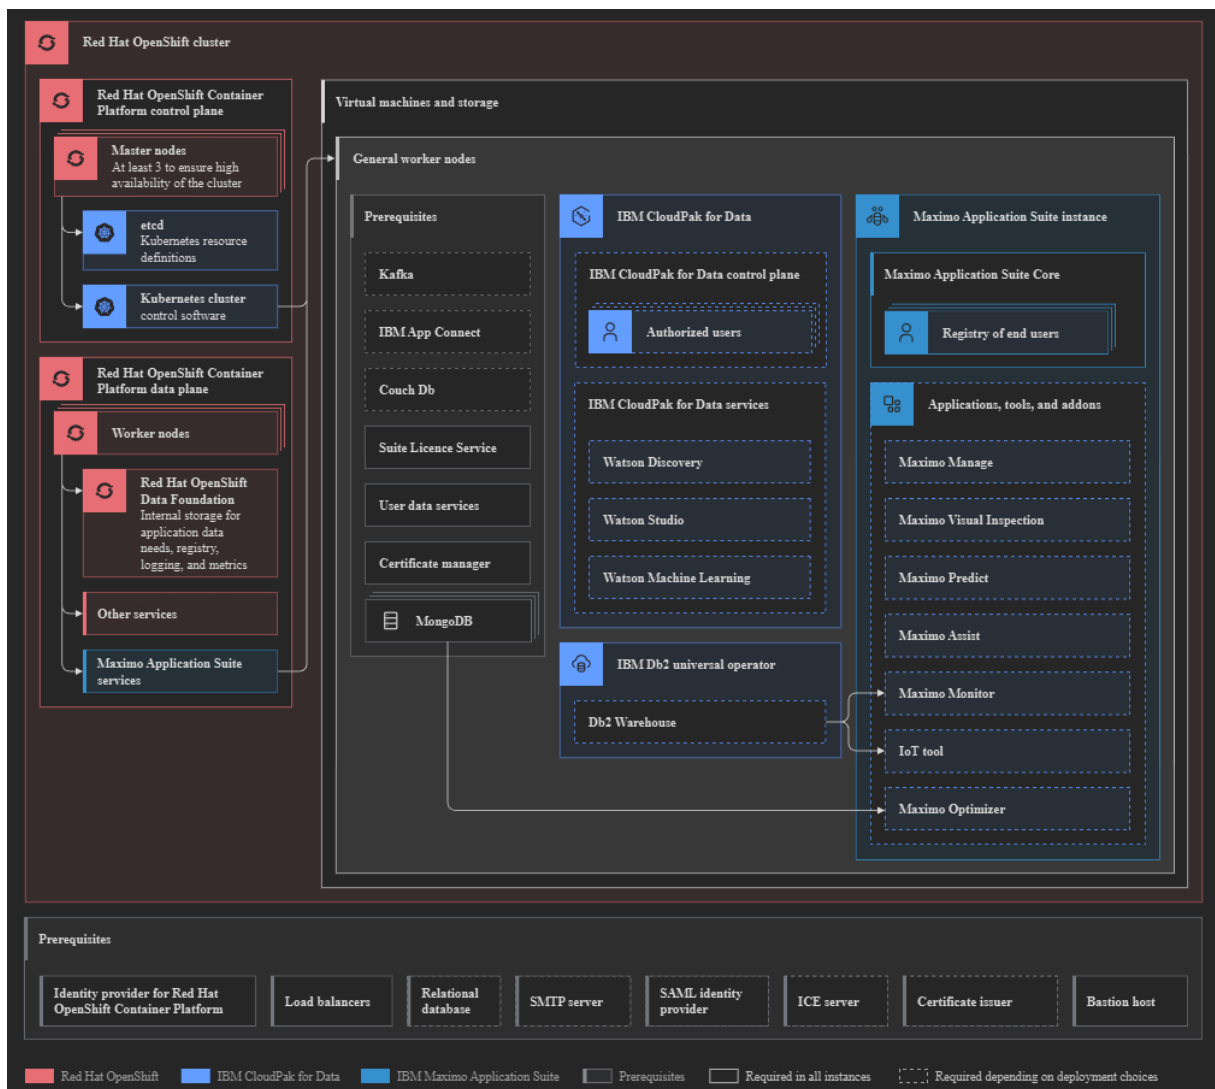 Red Hat OpenShift cluster
Red Hat OpenShift Container
Platform control plane
Master nodes
At least 3 to ensure high
availability of the cluster
etcd
Kubernetes resource
definitions
Kubernetes cluster
control software
Red Hat OpenShift Container
Platform data plane
Worker nodes
Red Hat OpenShift
Data Foundation
Internal storage for
application data
needs, registry,
logging, and metrics
Other services
Maximo Application Suite
services
Virtual machines and storage
General worker nodes
Prerequisites
Kafka
IBM App Connect
Couch Db
Suite Licence Service
User data services
Certificate manager
MongoDB
IBM CloudPak for Data
IBM CloudPak for Data control plane
Authorized users
IBM CloudPak for Data services
Watson Discovery
Watson Studio
Watson Machine Learning
IBM Db2 universal operator
Db2 Warehouse
Maximo Application Suite instance
Maximo Application Suite Core
Registry of end users
Applications, tools, and addons
Maximo Manage
Maximo Visual Inspection
Maximo Predict
Maximo Assist
Maximo Monitor
IoT tool
Maximo Optimizer
Prerequisites
Identity provider for Red Hat
OpenShift Container Platform
Load balancers
Relational
database
SMTP server
SAML identity
provider
ICE server
Certificate issuer
Bastion host
Red Hat OpenShift
IBM CloudPak for Data
IBM Maximo Application Suite
Prerequisites
Required in all instances
Required depending on deployment choices